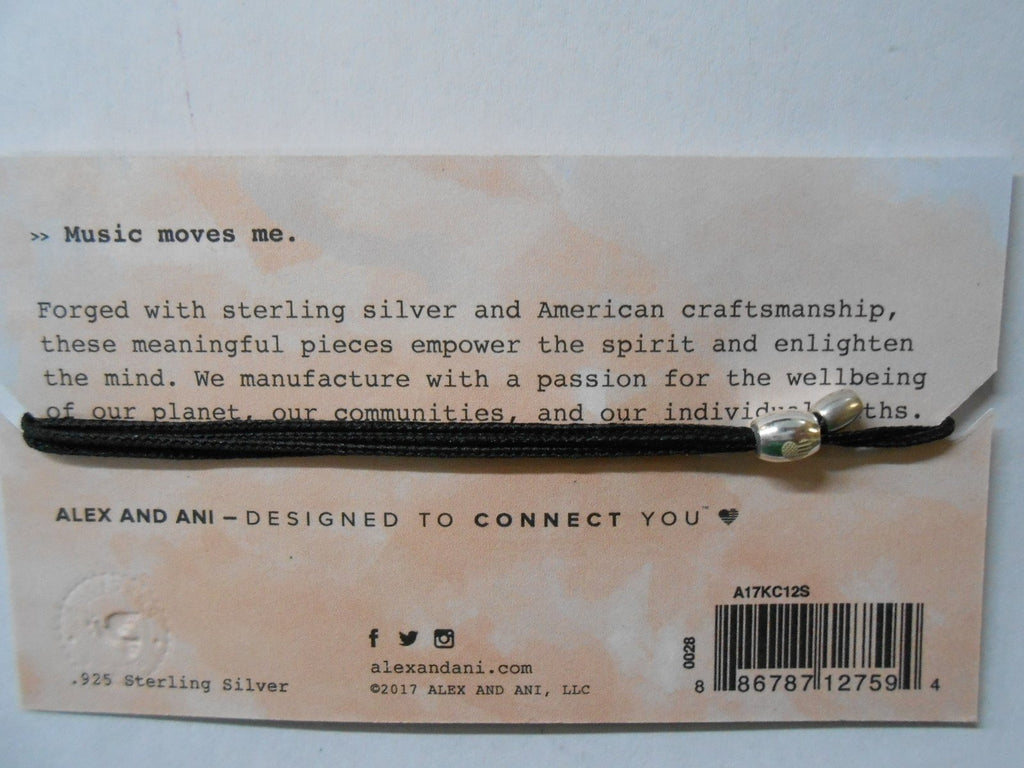 >> Music moves me.
Forged with sterling silver and American craftsmanship,
these meaningful pieces empower the spirit and enlighten
the mind. We manufacture with a passion for the wellbeing
of our planet, our communities, and our
ALEX AND ANI – DESIGNED TO CONNECT YOU™
.925 Sterling Silver
alexandani.com
©2017 ALEX AND ANI, LLC
A17KC12S
0028
8 86787 12759 4